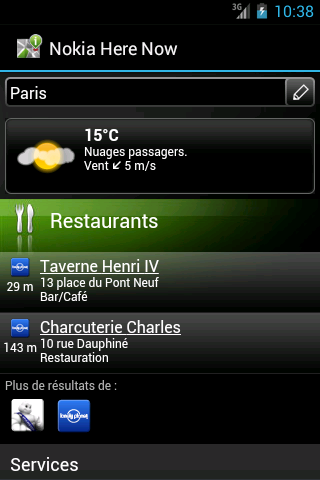 3G 10:38
Nokia Here Now
Paris
15°C
Nuages passagers.
Vent ↙ 5 m/s
Restaurants
Taverne Henri IV
29 m 13 place du Pont Neuf
Bar/Café
Charcuterie Charles
143 m 10 rue Dauphiné
Restauration
Plus de résultats de :
lonely planet
Services